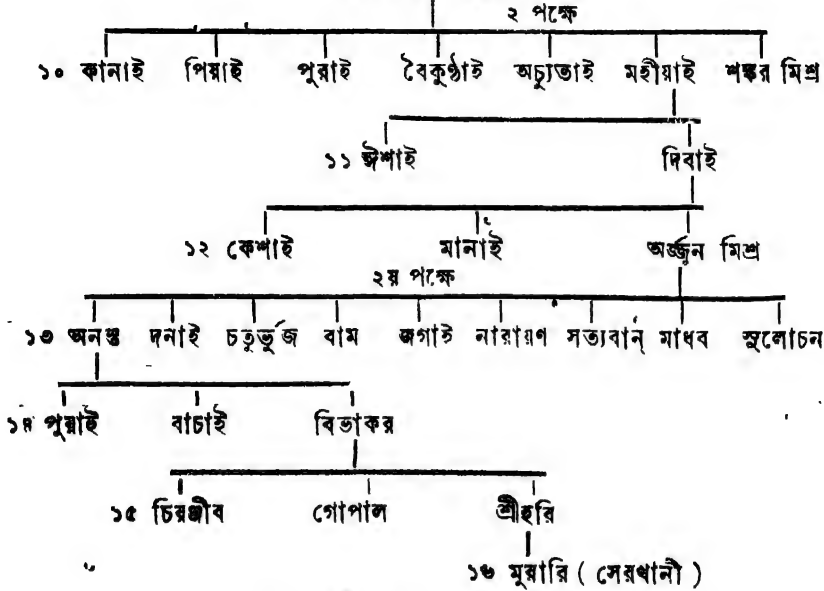 ২ পক্ষে
১০ কানাই পিয়াই পুরাই বৈকুণ্ঠাই অচ্যুতাই মহীয়াই শঙ্কর মিশ্র
১১ ঈশাই দিবাই
১২ কেশাই মানাই অর্জ্জুন মিশ্র
২য় পক্ষে
১৩ অনন্ত দনাই চতুর্ভুজ বাম জগাই নারায়ণ সত্যবান্ মাধব সুলোচন
১৪ পুয়াই বাচাই বিভাকর
১৫ চিরঞ্জীব গোপাল শ্রীহরি
১৬ মুরারি ( সেরখানী )